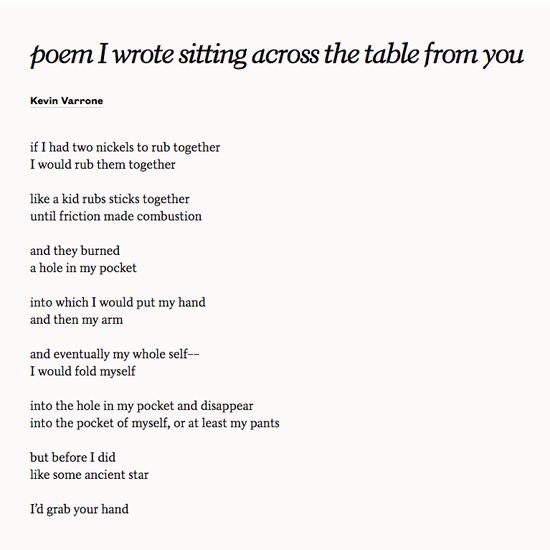 poem I wrote sitting across the table from you
Kevin Varrone
if I had two nickels to rub together
I would rub them together
like a kid rubs sticks together
until friction made combustion
and they burned
a hole in my pocket
into which I would put my hand
and then my arm
and eventually my whole self––
I would fold myself
into the hole in my pocket and disappear
into the pocket of myself, or at least my pants
but before I did
like some ancient star
I’d grab your hand